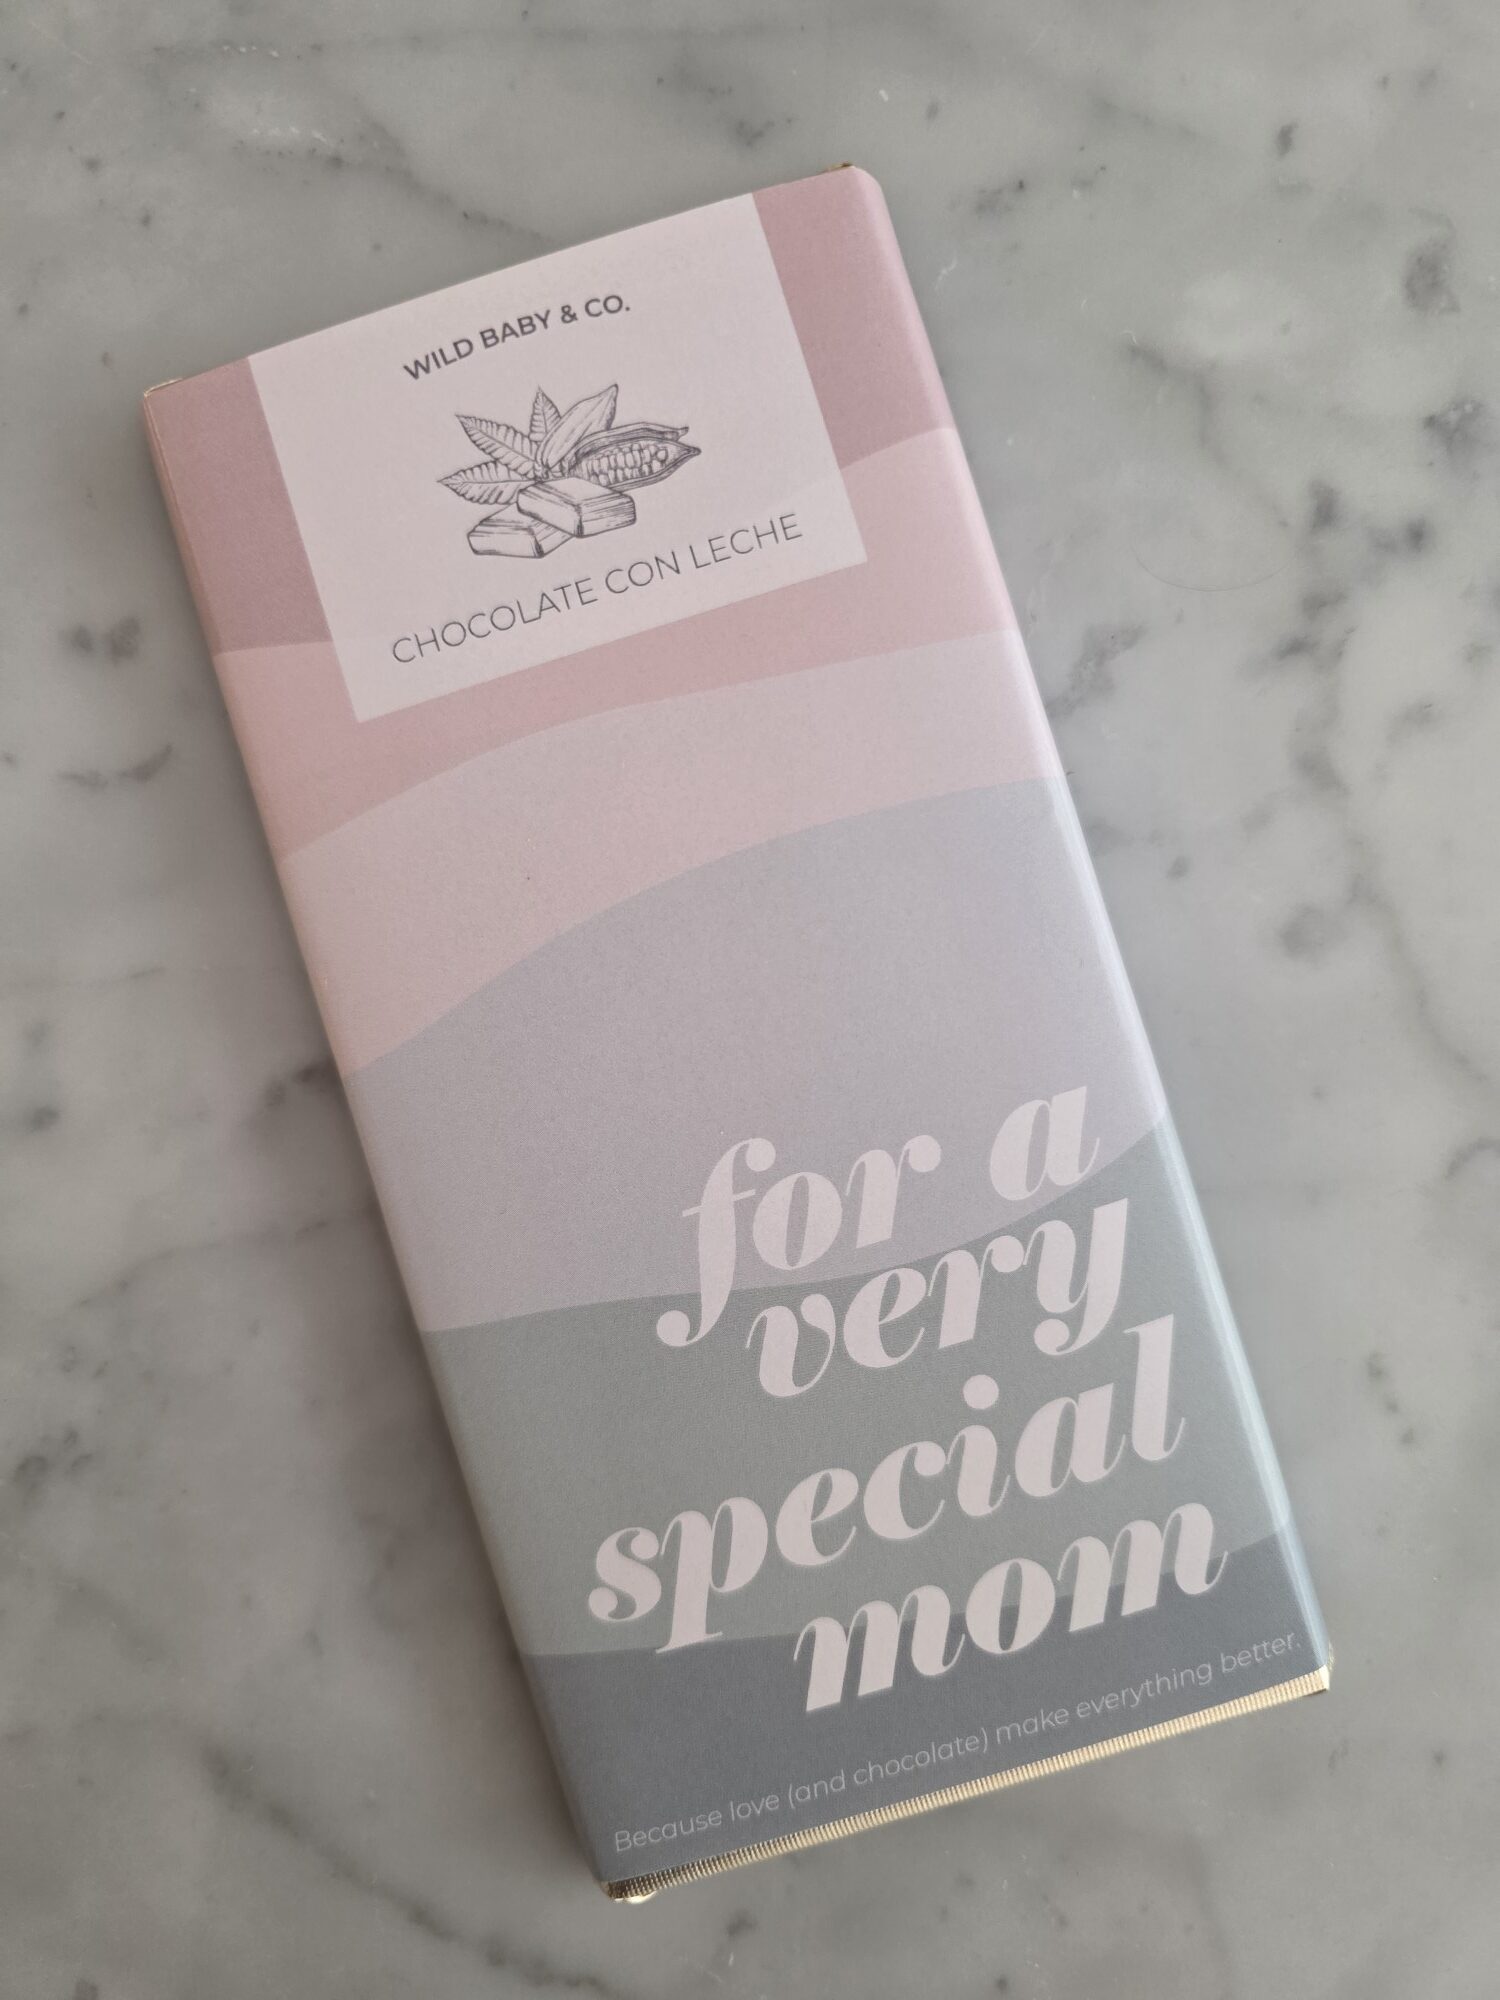 WILD BABY & CO.
CHOCOLATE CON LECHE
for a
very
special
mom
Because love (and chocolate) make everything better.